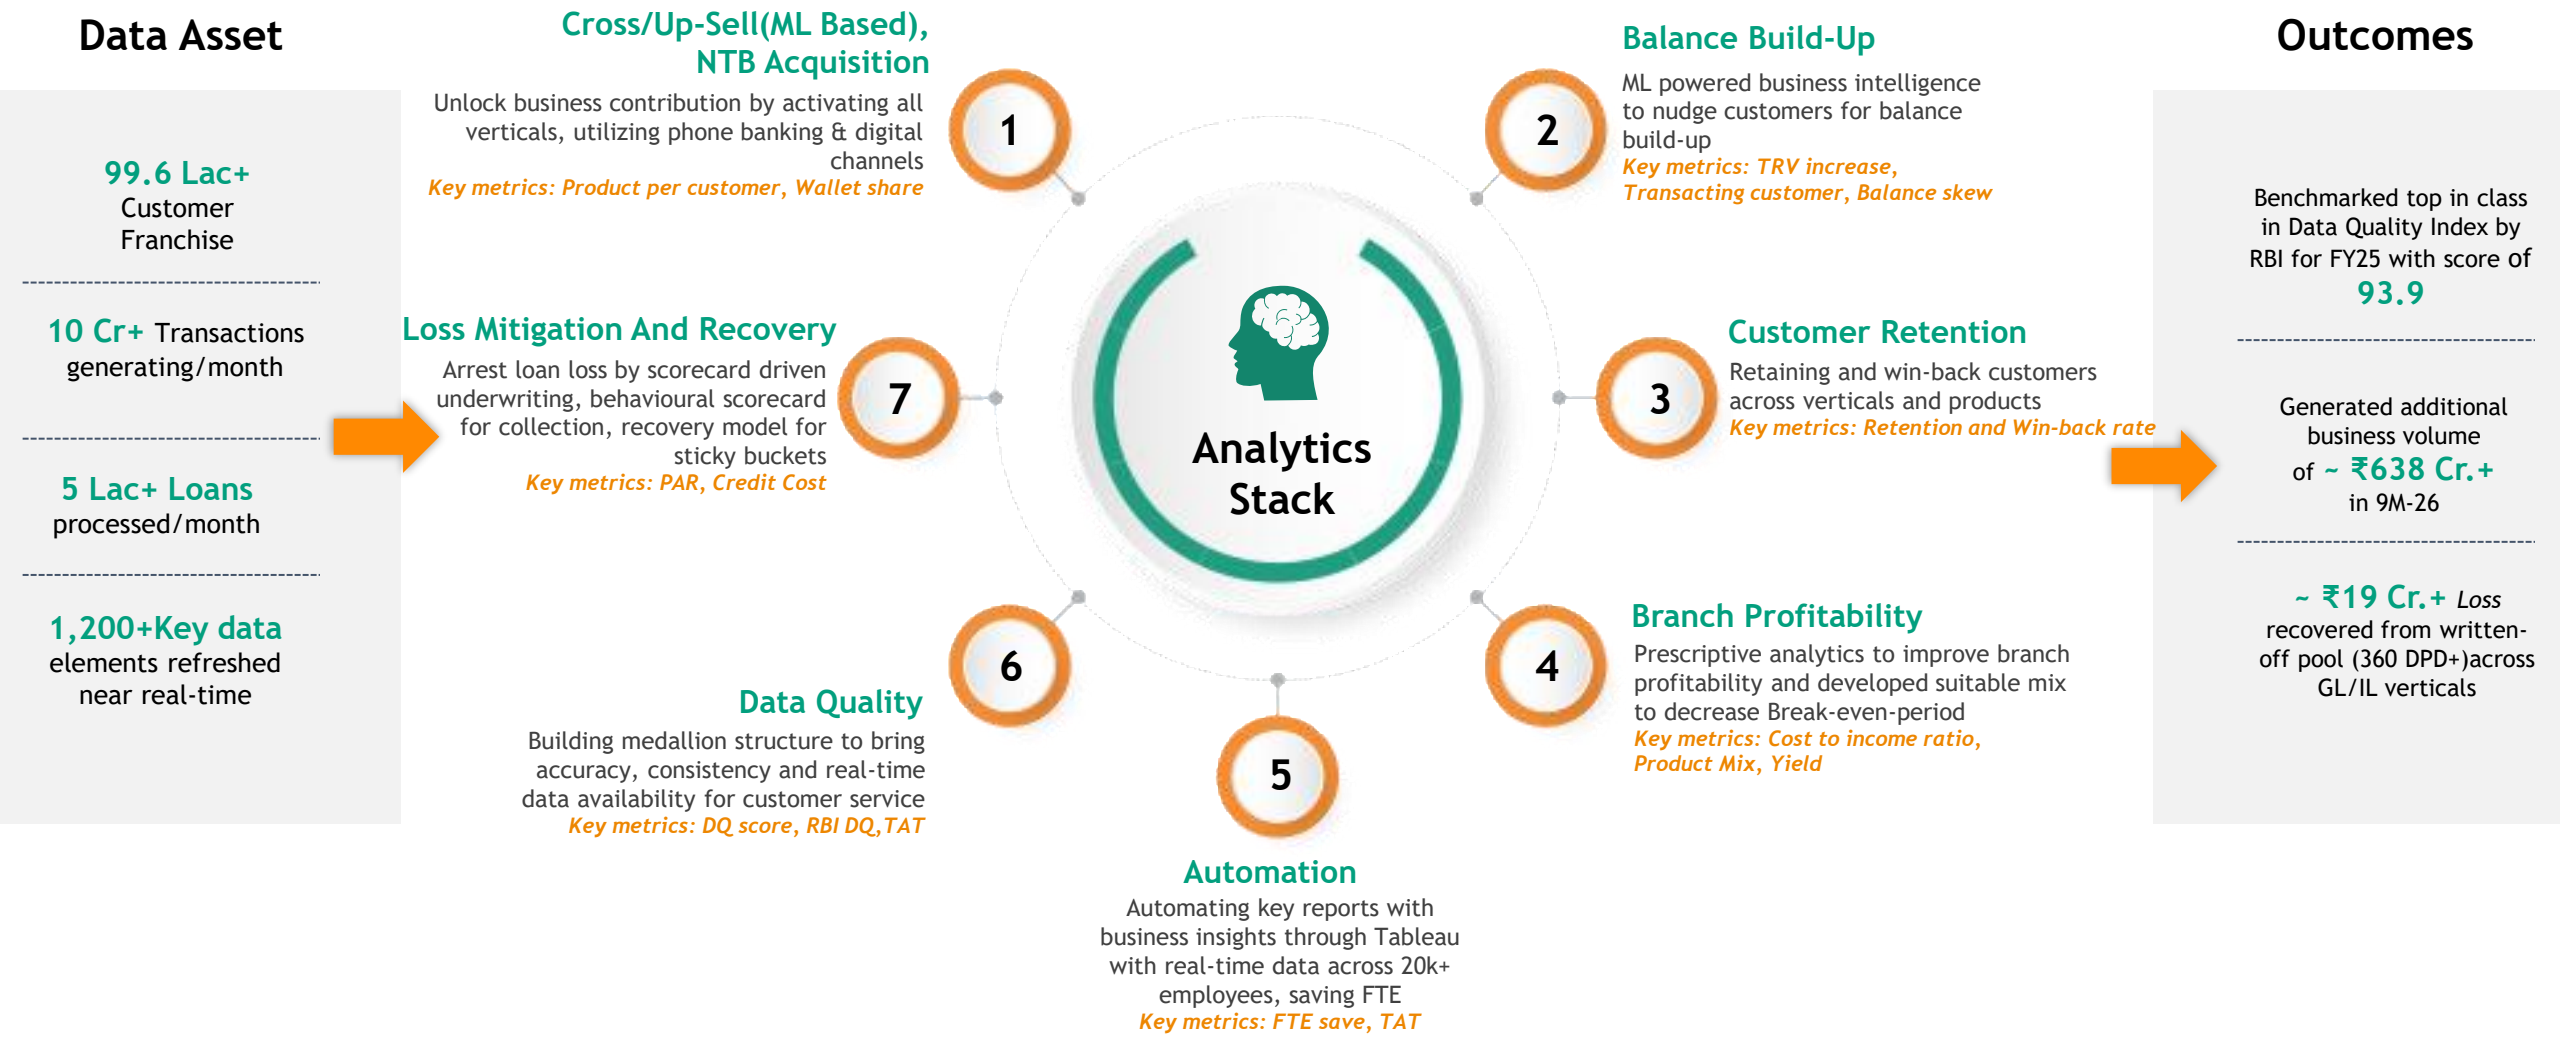 Data Asset
99.6 Lac+
Customer
Franchise
10 Cr+ Transactions
generating/month
5 Lac+ Loans
processed/month
1,200+Key data
elements refreshed
near real-time
Cross/Up-Sell(ML Based),
NTB Acquisition
Unlock business contribution by activating all
verticals, utilizing phone banking & digital
channels
Key metrics: Product per customer, Wallet share
1
2
Balance Build-Up
ML powered business intelligence
to nudge customers for balance
build-up
Key metrics: TRV increase,
Transacting customer, Balance skew
Loss Mitigation And Recovery
Arrest loan loss by scorecard driven
underwriting, behavioural scorecard
for collection, recovery model for
sticky buckets
Key metrics: PAR, Credit Cost
7
Analytics
Stack
3
Customer Retention
Retaining and win-back customers
across verticals and products
Key metrics: Retention and Win-back rate
6
Data Quality
Building medallion structure to bring
accuracy, consistency and real-time
data availability for customer service
Key metrics: DQ score, RBI DQ,TAT
4
Branch Profitability
Prescriptive analytics to improve branch
profitability and developed suitable mix
to decrease Break-even-period
Key metrics: Cost to income ratio,
Product Mix, Yield
5
Automation
Automating key reports with
business insights through Tableau
with real-time data across 20k+
employees, saving FTE
Key metrics: FTE save, TAT
Outcomes
Benchmarked top in class
in Data Quality Index by
RBI for FY25 with score of
93.9
Generated additional
business volume
of ~ ₹638 Cr.+
in 9M-26
~ ₹19 Cr.+ Loss
recovered from written-
off pool (360 DPD+)across
GL/IL verticals